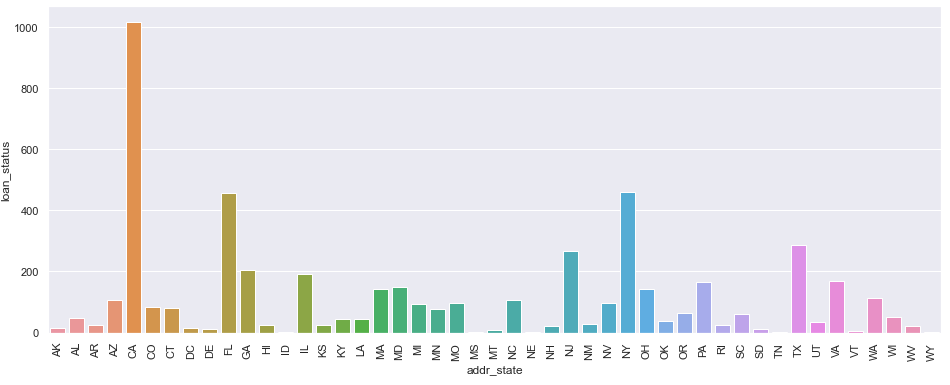 loan_status
1000
800
600
400
200
0
AK AL AR AZ CA CO CT DC DE FL GA HI ID IL KS KY LA MA MD MI MN MO MS MT NC NE NH NJ NM NV NY OH OK OR PA RI SC SD TN TX UT VA VT WA WI WV WY
addr_state